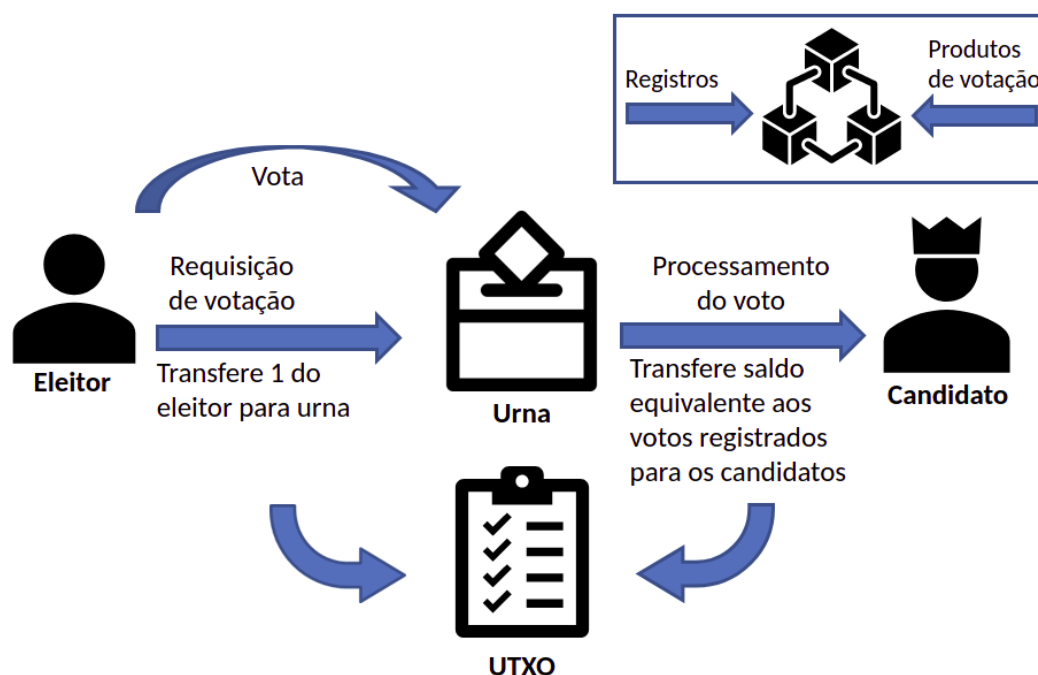 Registros
Produtos
de votação
Vota
Requisição
de votação
Transfere 1 do
eleitor para urna
Eleitor
Urna
Processamento
do voto
Transfere saldo
equivalente aos
votos registrados
para os candidatos
Candidato
UTXO